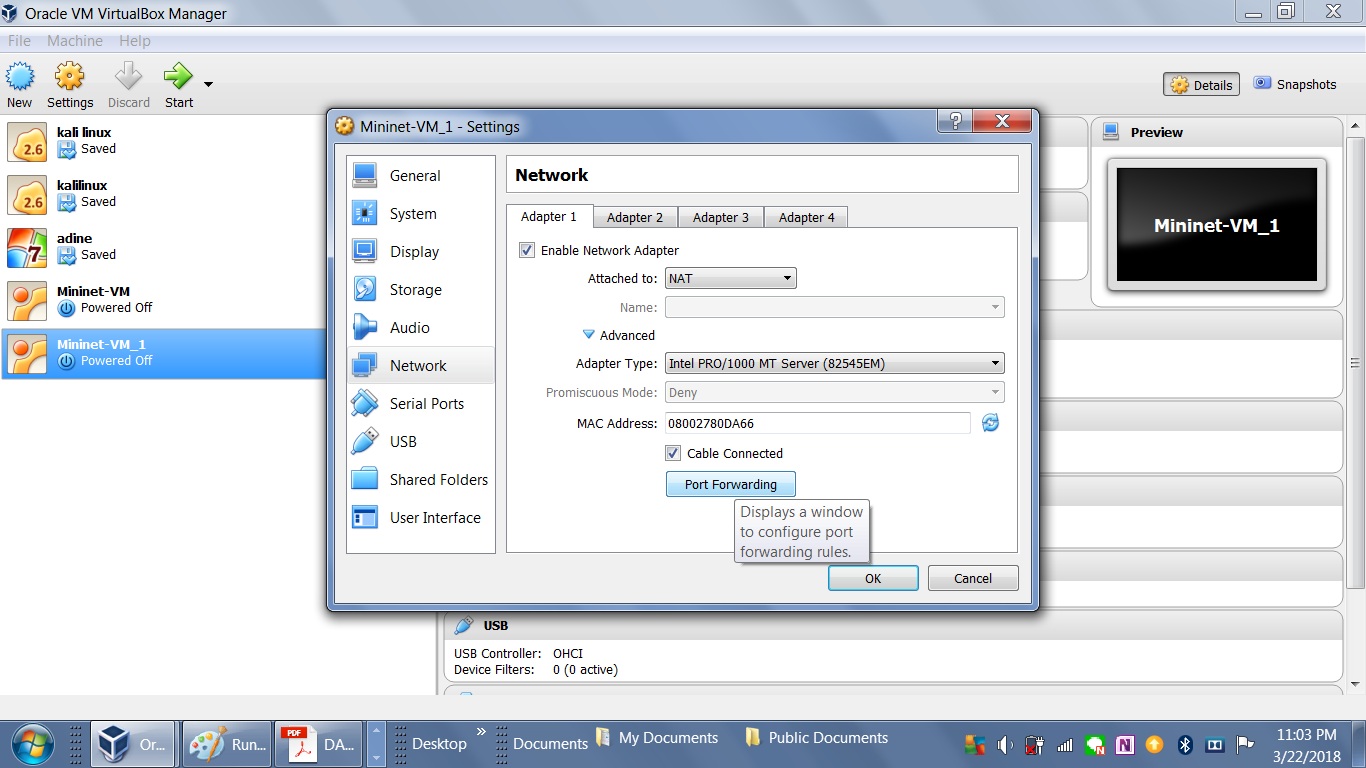 Oracle VM VirtualBox Manager
File Machine Help
New Settings Discard Start
Details Snapshots
kali linux
Saved
kalilinux
Saved
adine
Saved
Mininet-VM
Powered Off
Mininet-VM_1
Powered Off
2.6
2.6
7
Mininet-VM_1 - Settings
General
System
Display
Storage
Audio
Network
Serial Ports
USB
Shared Folders
User Interface
Network
Adapter 1 Adapter 2 Adapter 3 Adapter 4
Enable Network Adapter
Attached to: NAT
Name:
Advanced
Adapter Type: Intel PRO/1000 MT Server (82545EM)
Promiscuous Mode: Deny
MAC Address: 08002780DA66
Cable Connected
Port Forwarding
Displays a window
to configure port
forwarding rules.
OK Cancel
Preview
Mininet-VM_1
USB
USB Controller: OHCI
Device Filters: 0 (0 active)
Or... Run... PDF DA... Desktop » Documents My Documents Public Documents
N
11:03 PM
3/22/2018